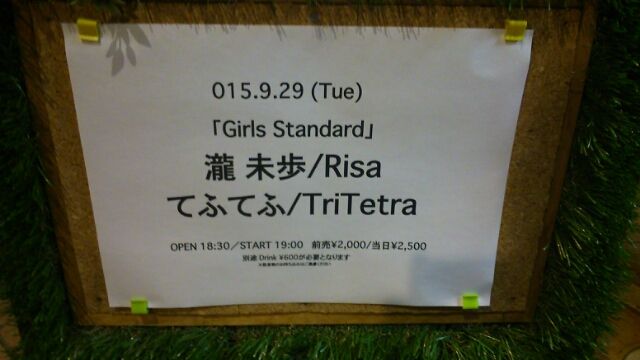 015.9.29 (Tue)
「Girls Standard」
瀧 未歩/Risa
てふてふ/TriTetra
OPEN 18:30／START 19:00 前売¥2,000/当日¥2,500
別途 Drink ¥600が必要となります